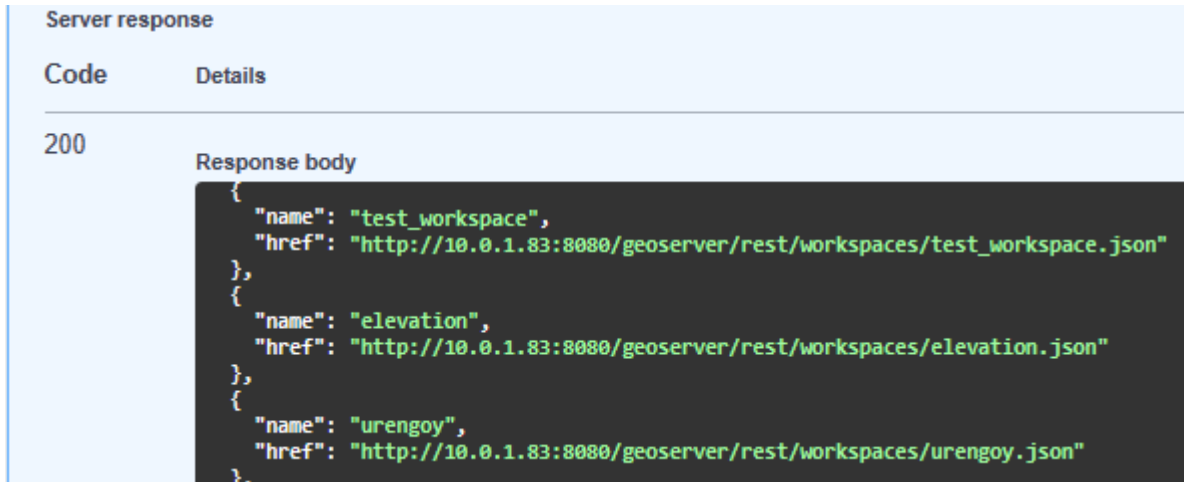 Server response
Code Details
200
Response body
{
"name": "test_workspace",
"href": "http://10.0.1.83:8080/geoserver/rest/workspaces/test_workspace.json"
},
{
"name": "elevation",
"href": "http://10.0.1.83:8080/geoserver/rest/workspaces/elevation.json"
},
{
"name": "urengoy",
"href": "http://10.0.1.83:8080/geoserver/rest/workspaces/urengoy.json"
},